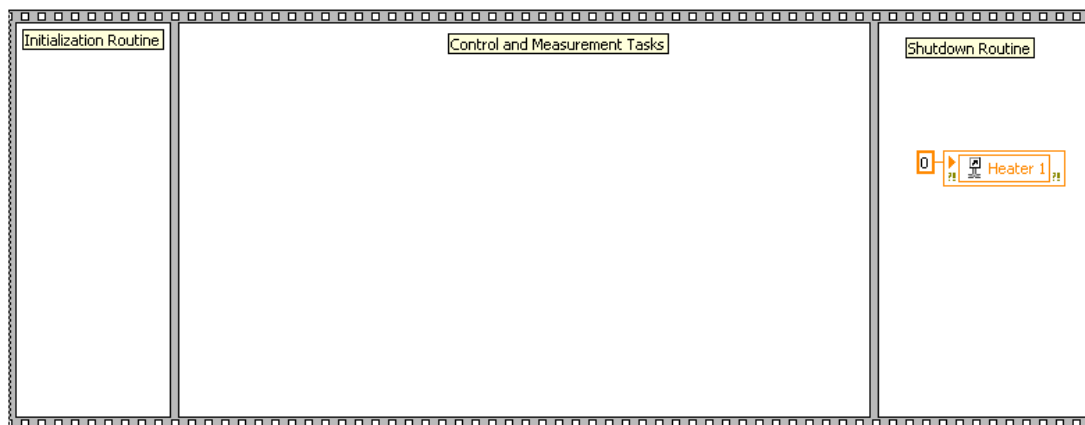 Initialization Routine
Control and Measurement Tasks
Shutdown Routine
0
Heater 1
?!
?!